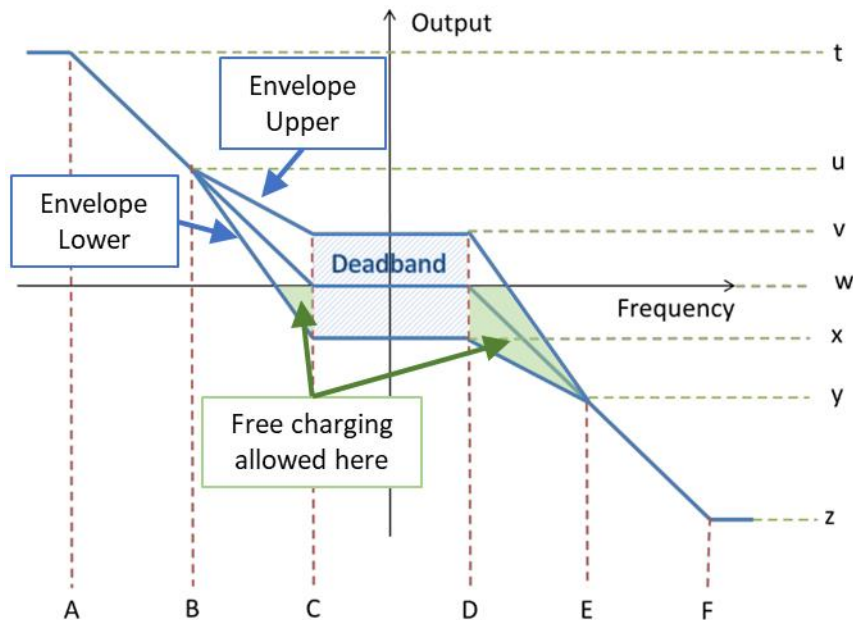 Output
t
Envelope
Upper
u
Envelope
Lower
v
Deadband
w
Frequency
x
y
Free charging
allowed here
z
A B C D E F